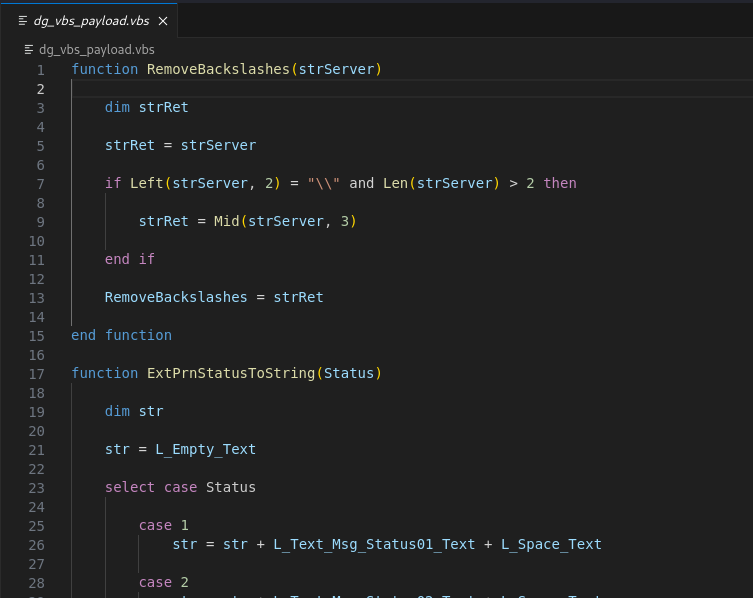 dg_vbs_payload.vbs
dg_vbs_payload.vbs
1 function RemoveBackslashes(strServer)
2
3 dim strRet
4
5 strRet = strServer
6
7 if Left(strServer, 2) = "\\" and Len(strServer) > 2 then
8
9 strRet = Mid(strServer, 3)
10
11 end if
12
13 RemoveBackslashes = strRet
14
15 end function
16
17 function ExtPrnStatusToString(Status)
18
19 dim str
20
21 str = L_Empty_Text
22
23 select case Status
24
25 case 1
26 str = str + L_Text_Msg_Status01_Text + L_Space_Text
27
28 case 2